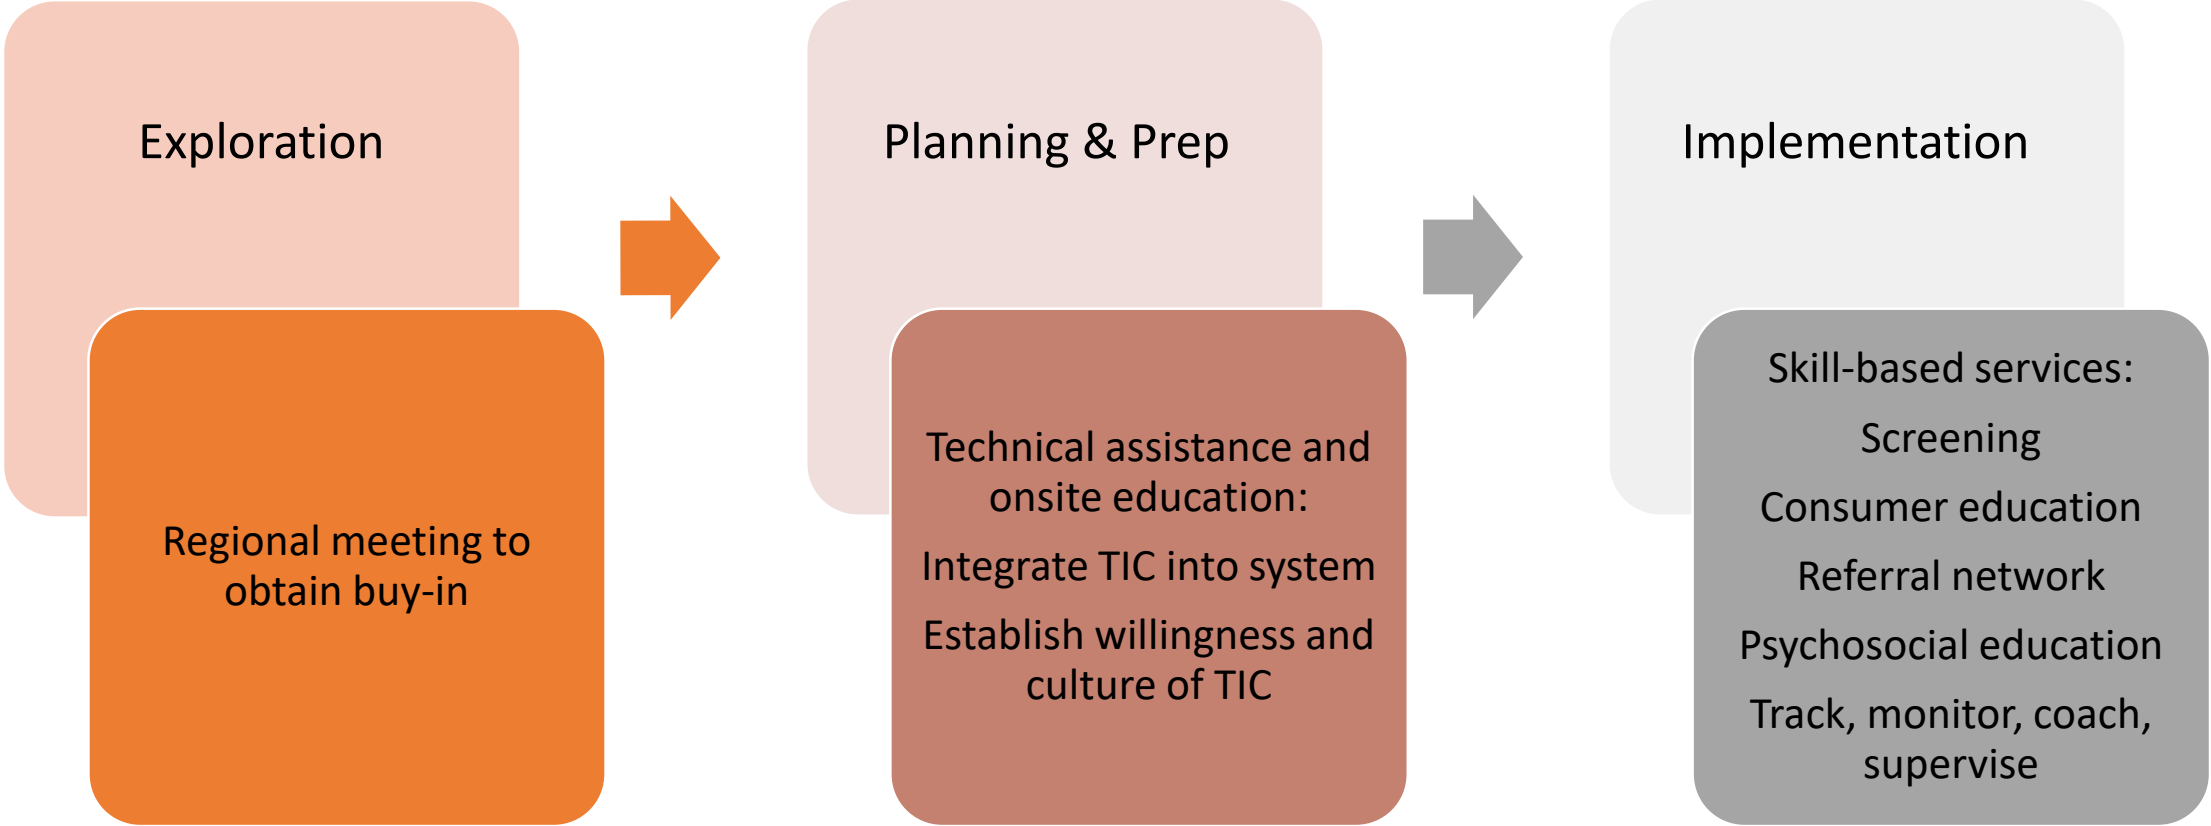 Exploration
Regional meeting to
obtain buy-in
Planning & Prep
Technical assistance and
onsite education:
Integrate TIC into system
Establish willingness and
culture of TIC
Implementation
Skill-based services:
Screening
Consumer education
Referral network
Psychosocial education
Track, monitor, coach,
supervise